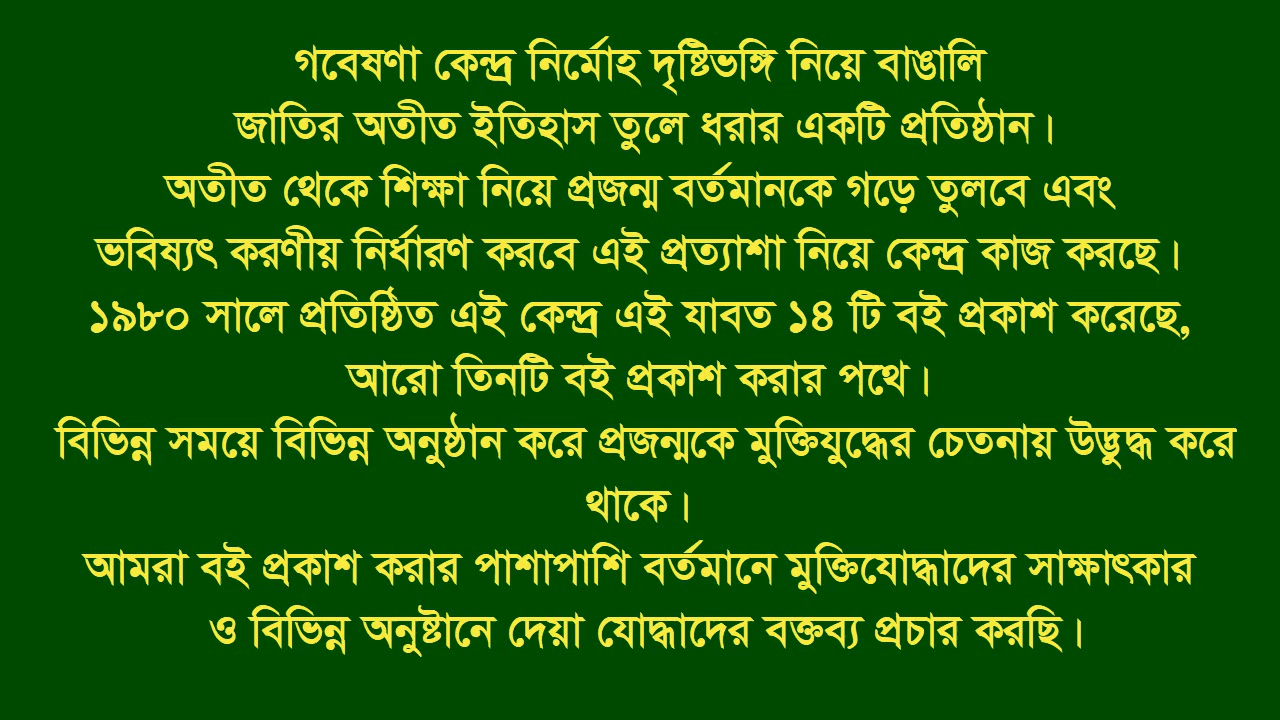 গবেষণা কেন্দ্র নির্মোহ দৃষ্টিভঙ্গি নিয়ে বাঙালি
জাতির অতীত ইতিহাস তুলে ধরার একটি প্রতিষ্ঠান।
অতীত থেকে শিক্ষা নিয়ে প্রজন্ম বর্তমানকে গড়ে তুলবে এবং
ভবিষ্যৎ করণীয় নির্ধারণ করবে এই প্রত্যাশা নিয়ে কেন্দ্র কাজ করছে।
১৯৮০ সালে প্রতিষ্ঠিত এই কেন্দ্র এই যাবত ১৪ টি বই প্রকাশ করেছে,
আরো তিনটি বই প্রকাশ করার পথে।
বিভিন্ন সময়ে বিভিন্ন অনুষ্ঠান করে প্রজন্মকে মুক্তিযুদ্ধের চেতনায় উদ্ভুদ্ধ করে
থাকে।
আমরা বই প্রকাশ করার পাশাপাশি বর্তমানে মুক্তিযোদ্ধাদের সাক্ষাৎকার
ও বিভিন্ন অনুষ্টানে দেয়া যোদ্ধাদের বক্তব্য প্রচার করছি।